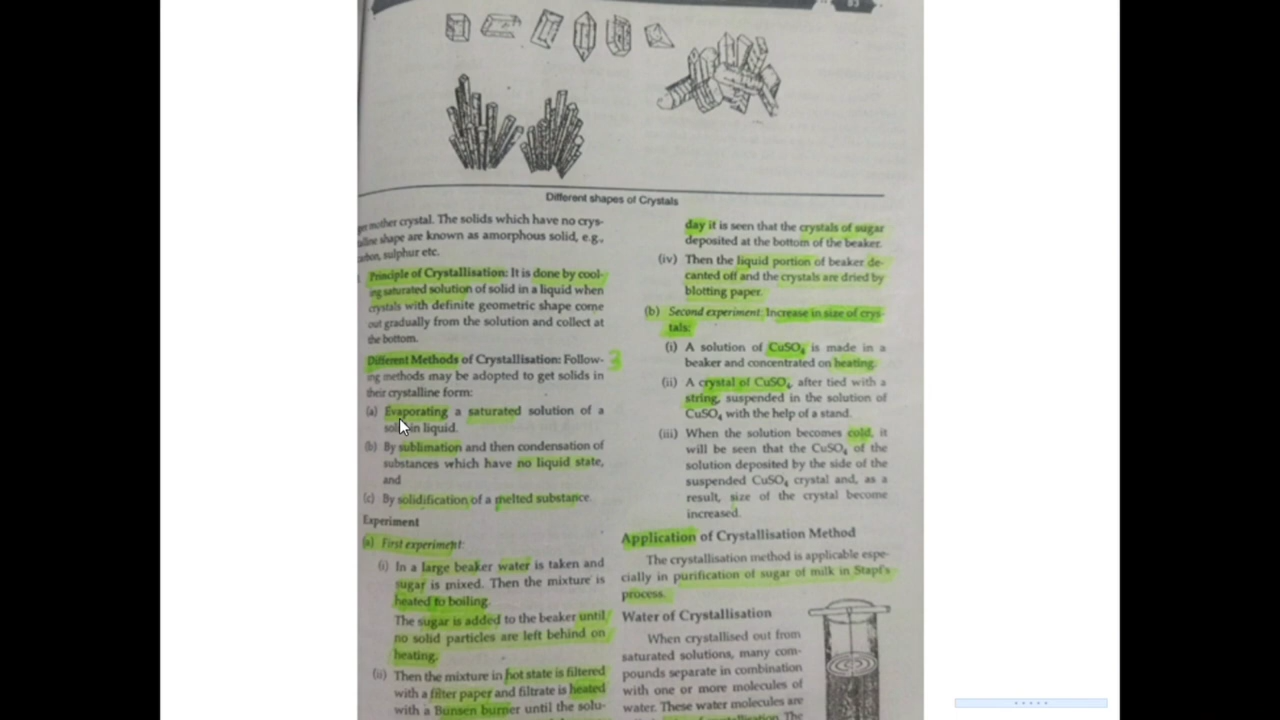 83
Different shapes of Crystals
mother crystal. The solids which have no crys-
shape are known as amorphous solid, e.g.,
sulphur etc.
Principle of Crystallisation: It is done by cool-
ing saturated solution of solid in a liquid when
crystals with definite geometric shape come
out gradually from the solution and collect at
the bottom.
Different Methods of Crystallisation: Follow-
ing methods may be adopted to get solids in
their crystalline form:
3
(a) Evaporating a saturated solution of a
in liquid.
(b) By sublimation and then condensation of
substances which have no liquid state,
and
(c) By solidification of a melted substance.
Experiment
(a) First experiment:
(i) In a large beaker water is taken and
sugar is mixed. Then the mixture is
heated to boiling.
The sugar is added to the beaker until
no solid particles are left behind on
heating.
(ii) Then the mixture in hot state is filtered
with a filter paper and filtrate is heated
with a Bunsen burner until the solu-
day it is seen that the crystals of sugar
deposited at the bottom of the beaker.
(iv) Then the liquid portion of beaker de-
canted off and the crystals are dried by
blotting paper.
(b) Second experiment: Increase in size of crys-
tals:
(i) A solution of CuSO₄ is made in a
beaker and concentrated on heating.
(ii) A crystal of CuSO₄, after tied with a
string, suspended in the solution of
CuSO₄ with the help of a stand.
(iii) When the solution becomes cold, it
will be seen that the CuSO₄ of the
solution deposited by the side of the
suspended CuSO₄ crystal and, as a
result, size of the crystal become
increased.
Application of Crystallisation Method
The crystallisation method is applicable espe-
cially in purification of sugar of milk in Stapf's
process.
Water of Crystallisation
When crystallised out from
saturated solutions, many com-
pounds separate in combination
with one or more molecules of
water. These water molecules are
The